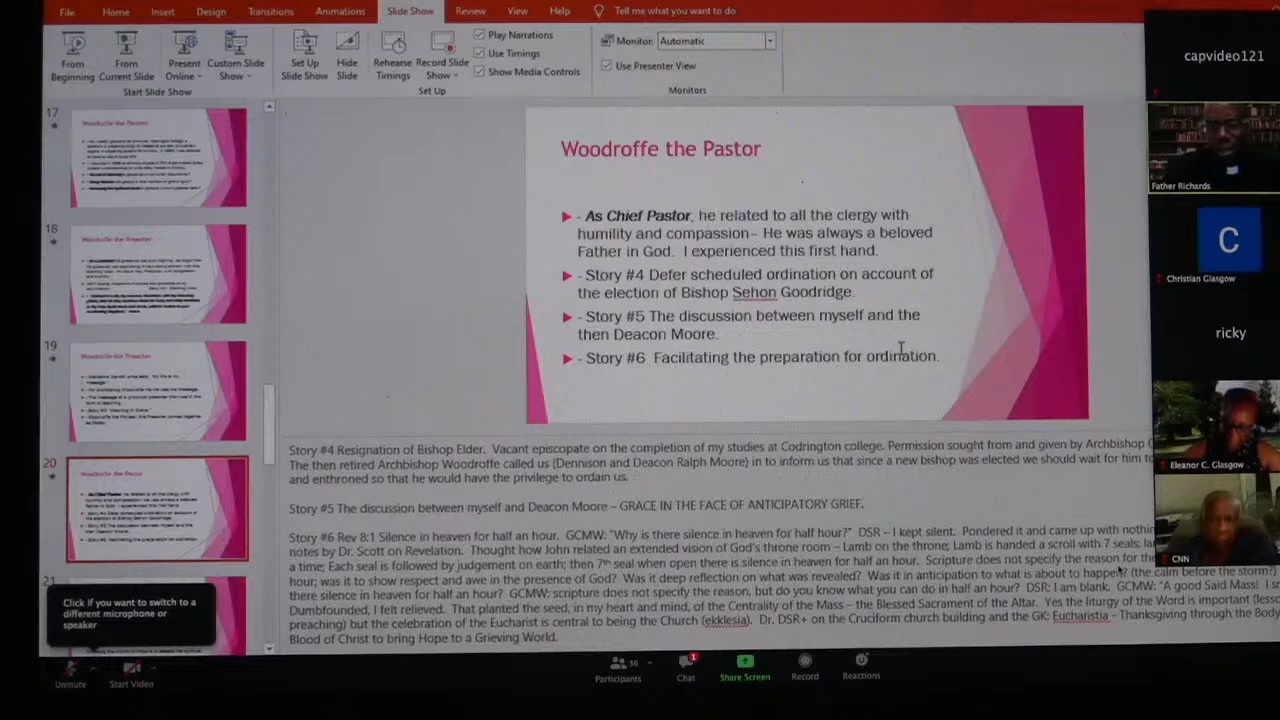 File Home Insert Design Transitions Animations Slide Show Review View Help Tell me what you want to do
From Beginning
From Current Slide
Present Online
Custom Slide Show
Start Slide Show
Set Up Slide Show
Hide Slide
Rehearse Timings
Record Slide Show
Play Narrations
Use Timings
Show Media Controls
Set Up
Monitor: Automatic
Use Presenter View
Monitors
17
Woodroffe the Pastor
18
Woodroffe the Preacher
19
Woodroffe the Preacher
20
Woodroffe the Pastor
21
Click if you want to switch to a
different microphone or
speaker
Woodroffe the Pastor
- As Chief Pastor, he related to all the clergy with
humility and compassion– He was always a beloved
Father in God. I experienced this first hand.
- Story #4 Defer scheduled ordination on account of
the election of Bishop Sehon Goodridge.
- Story #5 The discussion between myself and the
then Deacon Moore.
- Story #6 Facilitating the preparation for ordination.
Story #4 Resignation of Bishop Elder. Vacant episcopate on the completion of my studies at Codrington college. Permission sought from and given by Archbishop
The then retired Archbishop Woodroffe called us (Dennison and Deacon Ralph Moore) in to inform us that since a new bishop was elected we should wait for him
and enthroned so that he would have the privilege to ordain us.
Story #5 The discussion between myself and Deacon Moore – GRACE IN THE FACE OF ANTICIPATORY GRIEF.
Story #6 Rev 8:1 Silence in heaven for half an hour. GCMW: "Why is there silence in heaven for half hour?" DSR – I kept silent. Pondered it and came up with
notes by Dr. Scott on Revelation. Thought how John related an extended vision of God's throne room – Lamb on the throne; Lamb is handed a scroll with 7 seals;
a time; Each seal is followed by judgement on earth; then 7th seal when open there is silence in heaven for half an hour. Scripture does not specify the reason for
hour; was it to show respect and awe in the presence of God? Was it deep reflection on what was revealed? Was it in anticipation to what is about to happen? (the calm before the storm?)
there silence in heaven for half an hour? GCMW: scripture does not specify the reason, but do you know what you can do in half an hour? DSR: I am blank. GCMW: "A good Said Mass!
Dumbfounded, I felt relieved. That planted the seed, in my heart and mind, of the Centrality of the Mass – the Blessed Sacrament of the Altar. Yes the liturgy of the Word is important
preaching) but the celebration of the Eucharist is central to being the Church (ekklesia). Dr. DSR+ on the Cruciform church building and the GK: Eucharistia - Thanksgiving through the Body
Blood of Christ to bring Hope to a Grieving World.
capvideo121
Father Richards
C
Christian Glasgow
ricky
Eleanor C. Glasgow
CNN
Unmute
Start Video
36
Participants
1
Chat
Share Screen
Record
Reactions